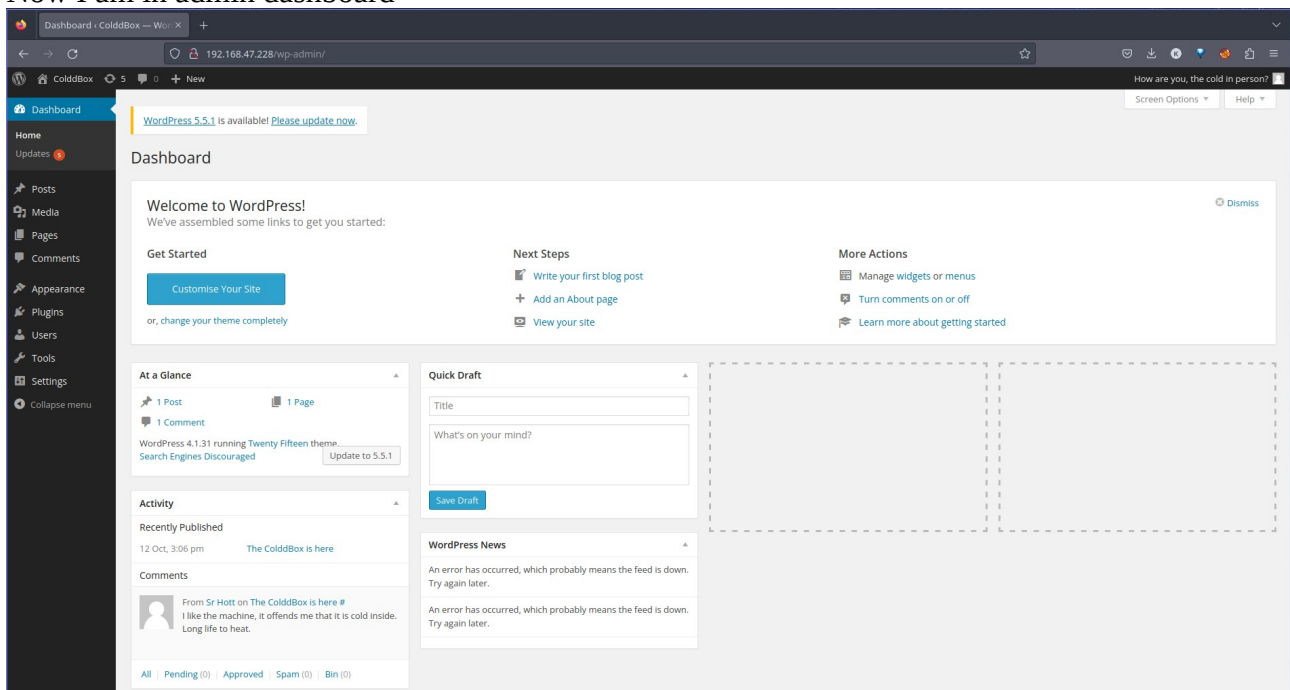 Now I am in admin dashboard
Dashboard ‹ ColddBox — Wor
192.168.47.228/wp-admin/
ColddBox 5 0 + New
How are you, the cold in person?
Screen Options Help
Dashboard
Home
Updates 5
Posts
Media
Pages
Comments
Appearance
Plugins
Users
Tools
Settings
Collapse menu
WordPress 5.5.1 is available! Please update now.
Dashboard
Welcome to WordPress!
We've assembled some links to get you started:
Dismiss
Get Started
Customise Your Site
or, change your theme completely
Next Steps
Write your first blog post
Add an About page
View your site
More Actions
Manage widgets or menus
Turn comments on or off
Learn more about getting started
At a Glance
1 Post 1 Page
1 Comment
WordPress 4.1.31 running Twenty Fifteen theme.
Search Engines Discouraged
Update to 5.5.1
Activity
Recently Published
12 Oct, 3:06 pm The ColddBox is here
Comments
From Sr Hott on The ColddBox is here #
I like the machine, it offends me that it is cold inside.
Long life to heat.
All | Pending (0) | Approved | Spam (0) | Bin (0)
Quick Draft
Title
What's on your mind?
Save Draft
WordPress News
An error has occurred, which probably means the feed is down.
Try again later.
An error has occurred, which probably means the feed is down.
Try again later.